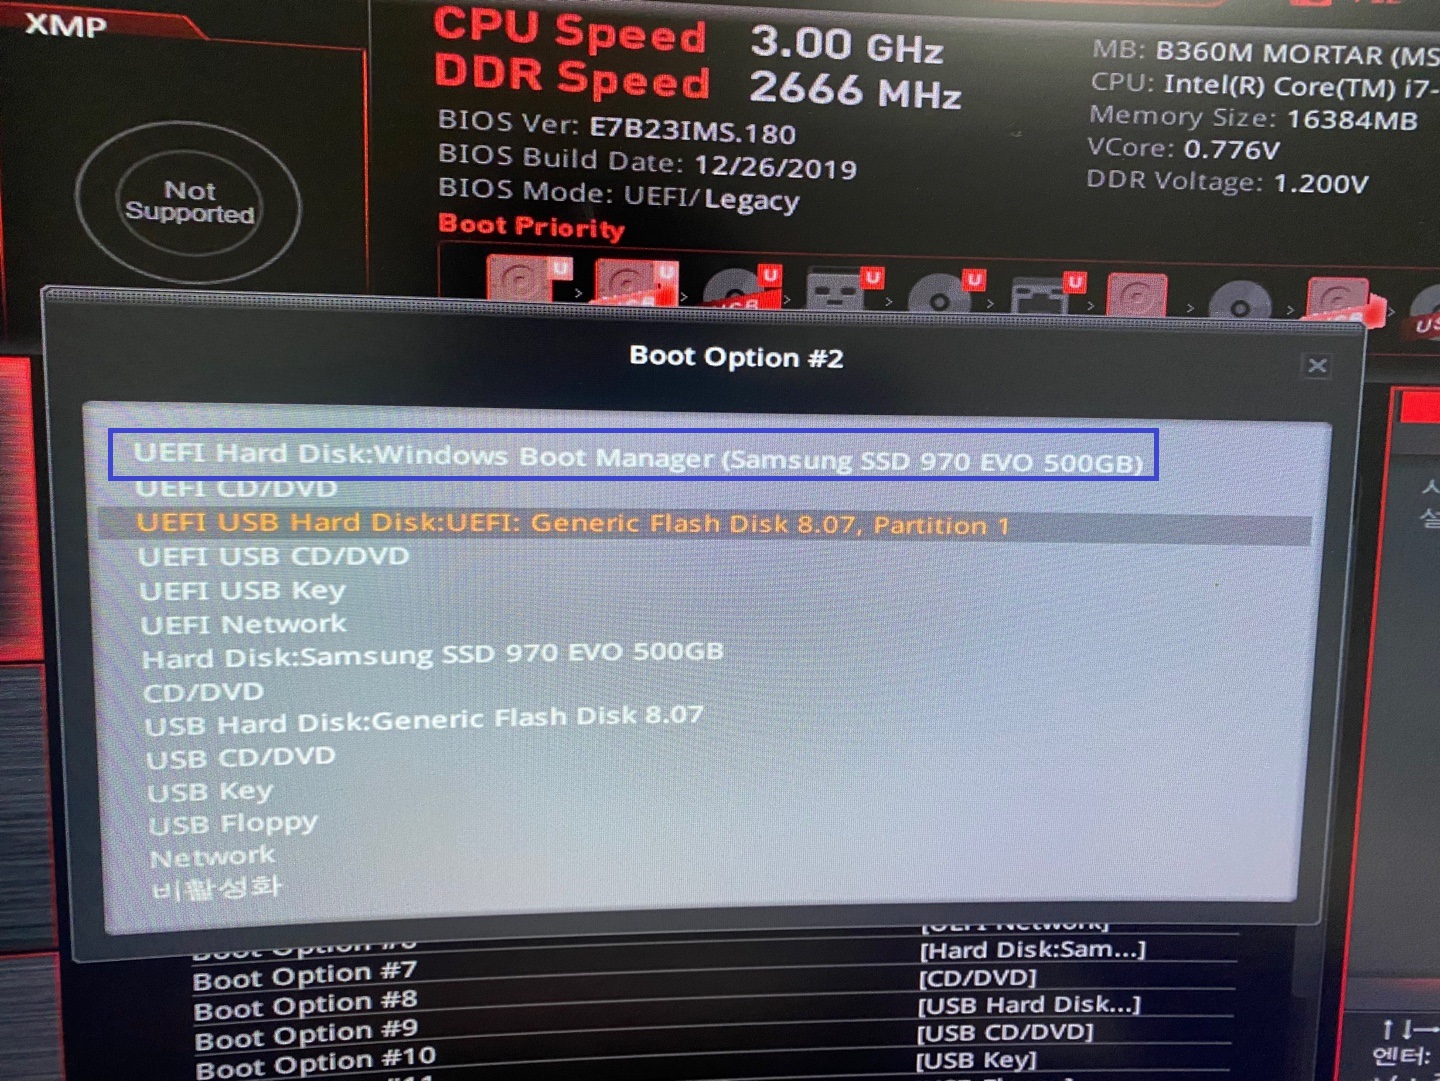 XMP
Not
Supported
CPU Speed 3.00 GHz
DDR Speed 2666 MHz
BIOS Ver: E7B23IMS.180
BIOS Build Date: 12/26/2019
BIOS Mode: UEFI/Legacy
Boot Priority
MB: B360M MORTAR (MS
CPU: Intel(R) Core(TM) i7-
Memory Size: 16384MB
VCore: 0.776V
DDR Voltage: 1.200V
U U U U U U
Boot Option #2
UEFI Hard Disk:Windows Boot Manager (Samsung SSD 970 EVO 500GB)
UEFI CD/DVD
UEFI USB Hard Disk:UEFI: Generic Flash Disk 8.07, Partition 1
UEFI USB CD/DVD
UEFI USB Key
UEFI Network
Hard Disk:Samsung SSD 970 EVO 500GB
CD/DVD
USB Hard Disk:Generic Flash Disk 8.07
USB CD/DVD
USB Key
USB Floppy
Network
비활성화
[UEFI Network]
Boot Option #6 [Hard Disk:Sam...]
Boot Option #7 [CD/DVD]
Boot Option #8 [USB Hard Disk...]
Boot Option #9 [USB CD/DVD]
Boot Option #10 [USB Key]
엔터: